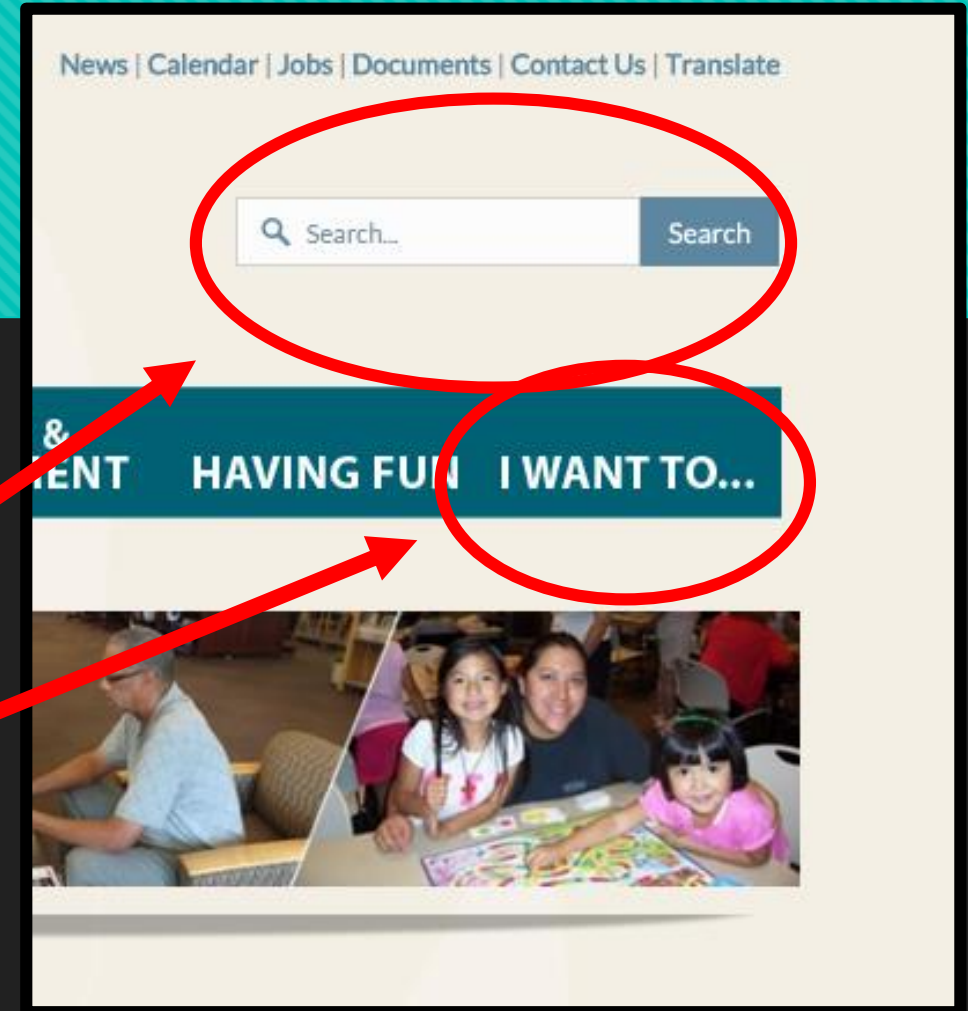 News | Calendar | Jobs | Documents | Contact Us | Translate
Search... Search
&
HAVING FUN I WANT TO...